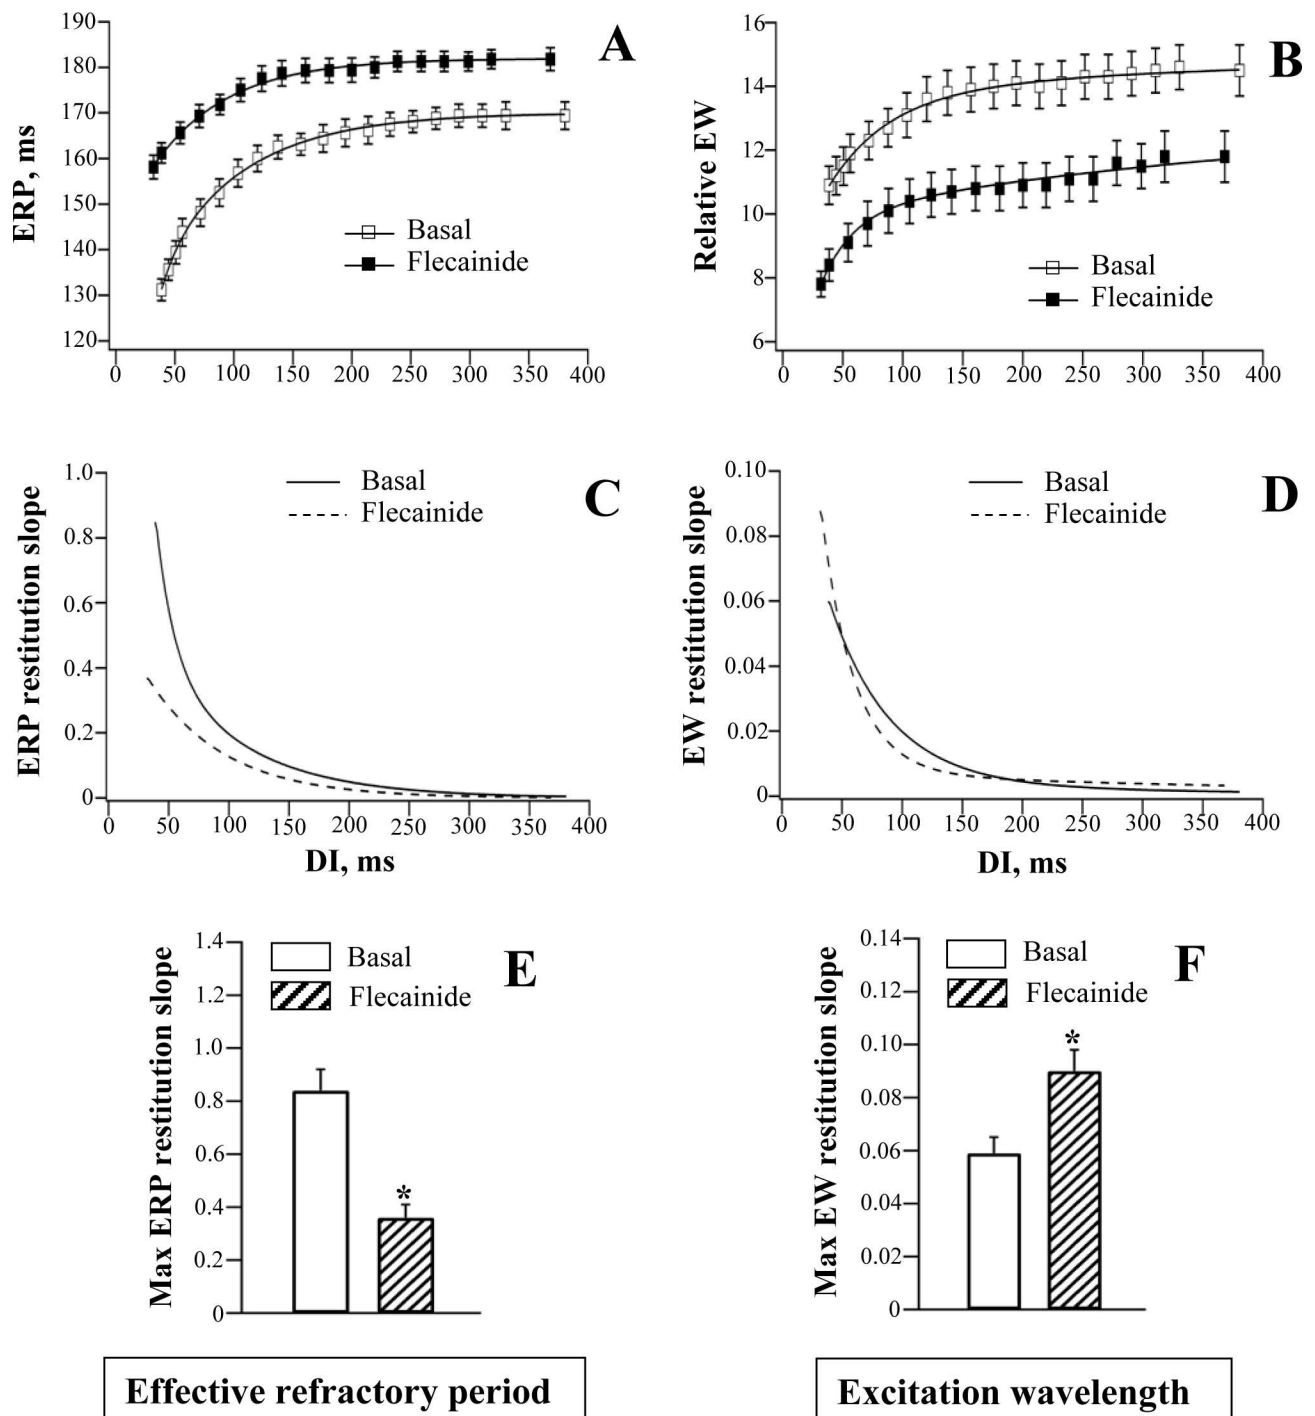 A
ERP, ms
190
180
170
160
150
140
130
120
Basal
Flecainide
0 50 100 150 200 250 300 350 400
B
Relative EW
16
14
12
10
8
6
Basal
Flecainide
0 50 100 150 200 250 300 350 400
C
ERP restitution slope
1.0
0.8
0.6
0.4
0.2
0
Basal
Flecainide
0 50 100 150 200 250 300 350 400
DI, ms
D
EW restitution slope
0.10
0.08
0.06
0.04
0.02
0
Basal
Flecainide
0 50 100 150 200 250 300 350 400
DI, ms
E
Max ERP restitution slope
1.4
1.2
1.0
0.8
0.6
0.4
0.2
0
Basal
Flecainide
*
F
Max EW restitution slope
0.14
0.12
0.10
0.08
0.06
0.04
0.02
0
Basal
Flecainide
*
Effective refractory period
Excitation wavelength